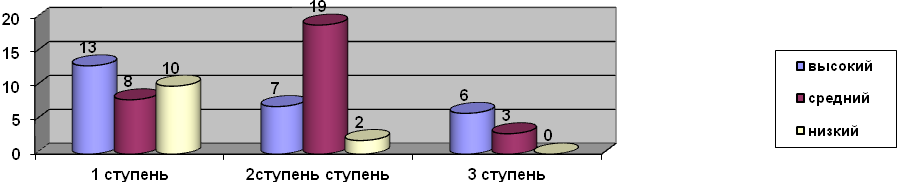 20
15
10
5
0
13
8
10
7
19
2
6
3
0
1 ступень
2ступень ступень
3 ступень
высокий
средний
низкий